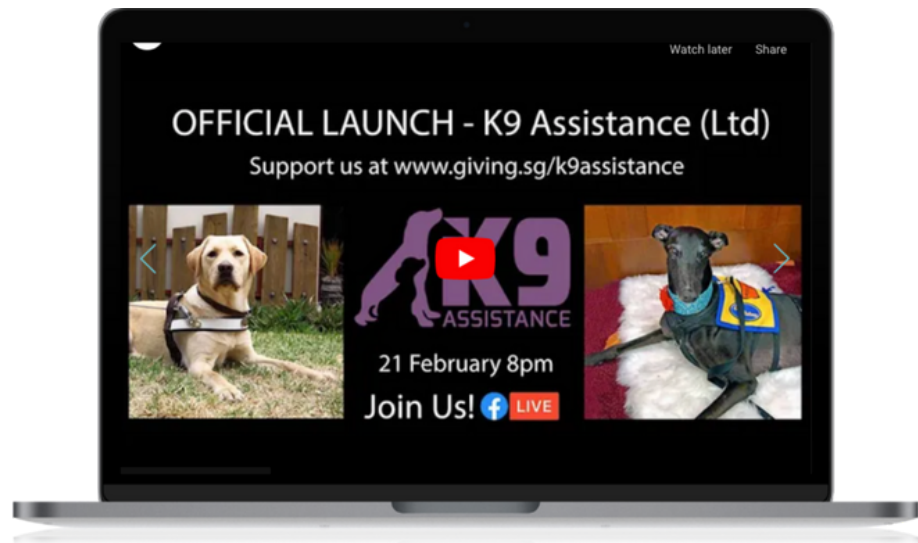 Watch later Share
OFFICIAL LAUNCH - K9 Assistance (Ltd)
Support us at www.giving.sg/k9assistance
K9
ASSISTANCE
21 February 8pm
Join Us! LIVE